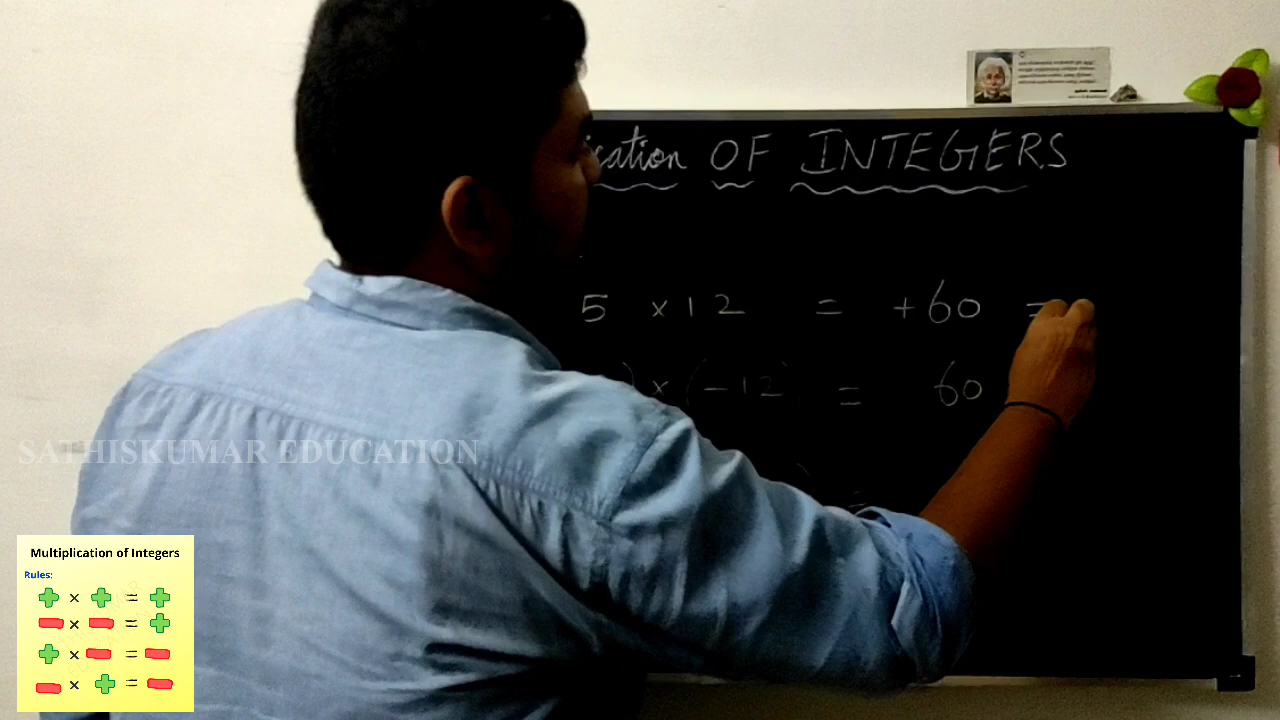 ication OF INTEGERS
5 × 12 = +60 =
) × (-12) = 60
=
SATHISKUMAR EDUCATION
Multiplication of Integers
Rules:
+ × + = +
- × - = +
+ × - = -
- × + = -